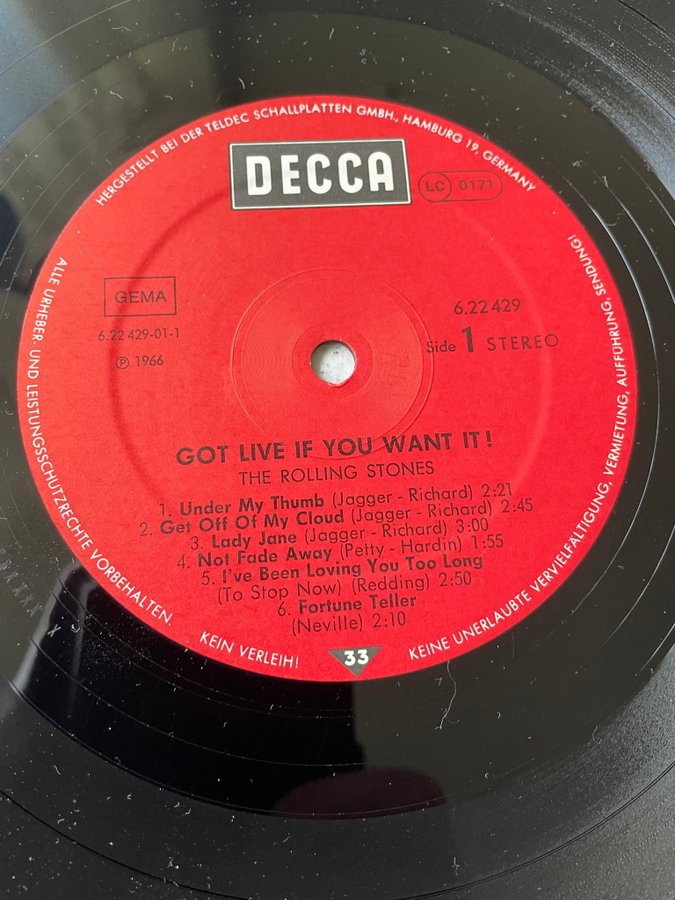 HERGESTELLT BEI DER TELDEC SCHALLPLATTEN GMBH., HAMBURG 19, GERMANY
DECCA
LC 0171
GEMA
6.22 429-01-1
℗ 1966
6.22 429
Side 1 STEREO
GOT LIVE IF YOU WANT IT!
THE ROLLING STONES
1. Under My Thumb (Jagger - Richard) 2:21
2. Get Off Of My Cloud (Jagger - Richard) 2:45
3. Lady Jane (Jagger - Richard) 3:00
4. Not Fade Away (Petty - Hardin) 1:55
5. I've Been Loving You Too Long
(To Stop Now) (Redding) 2:50
6. Fortune Teller
(Neville) 2:10
33
ALLE URHEBER- UND LEISTUNGSSCHUTZRECHTE VORBEHALTEN.
KEIN VERLEIH!
KEINE UNERLAUBTE VERVIELFÄLTIGUNG, VERMIETUNG, AUFFÜHRUNG, SENDUNG!